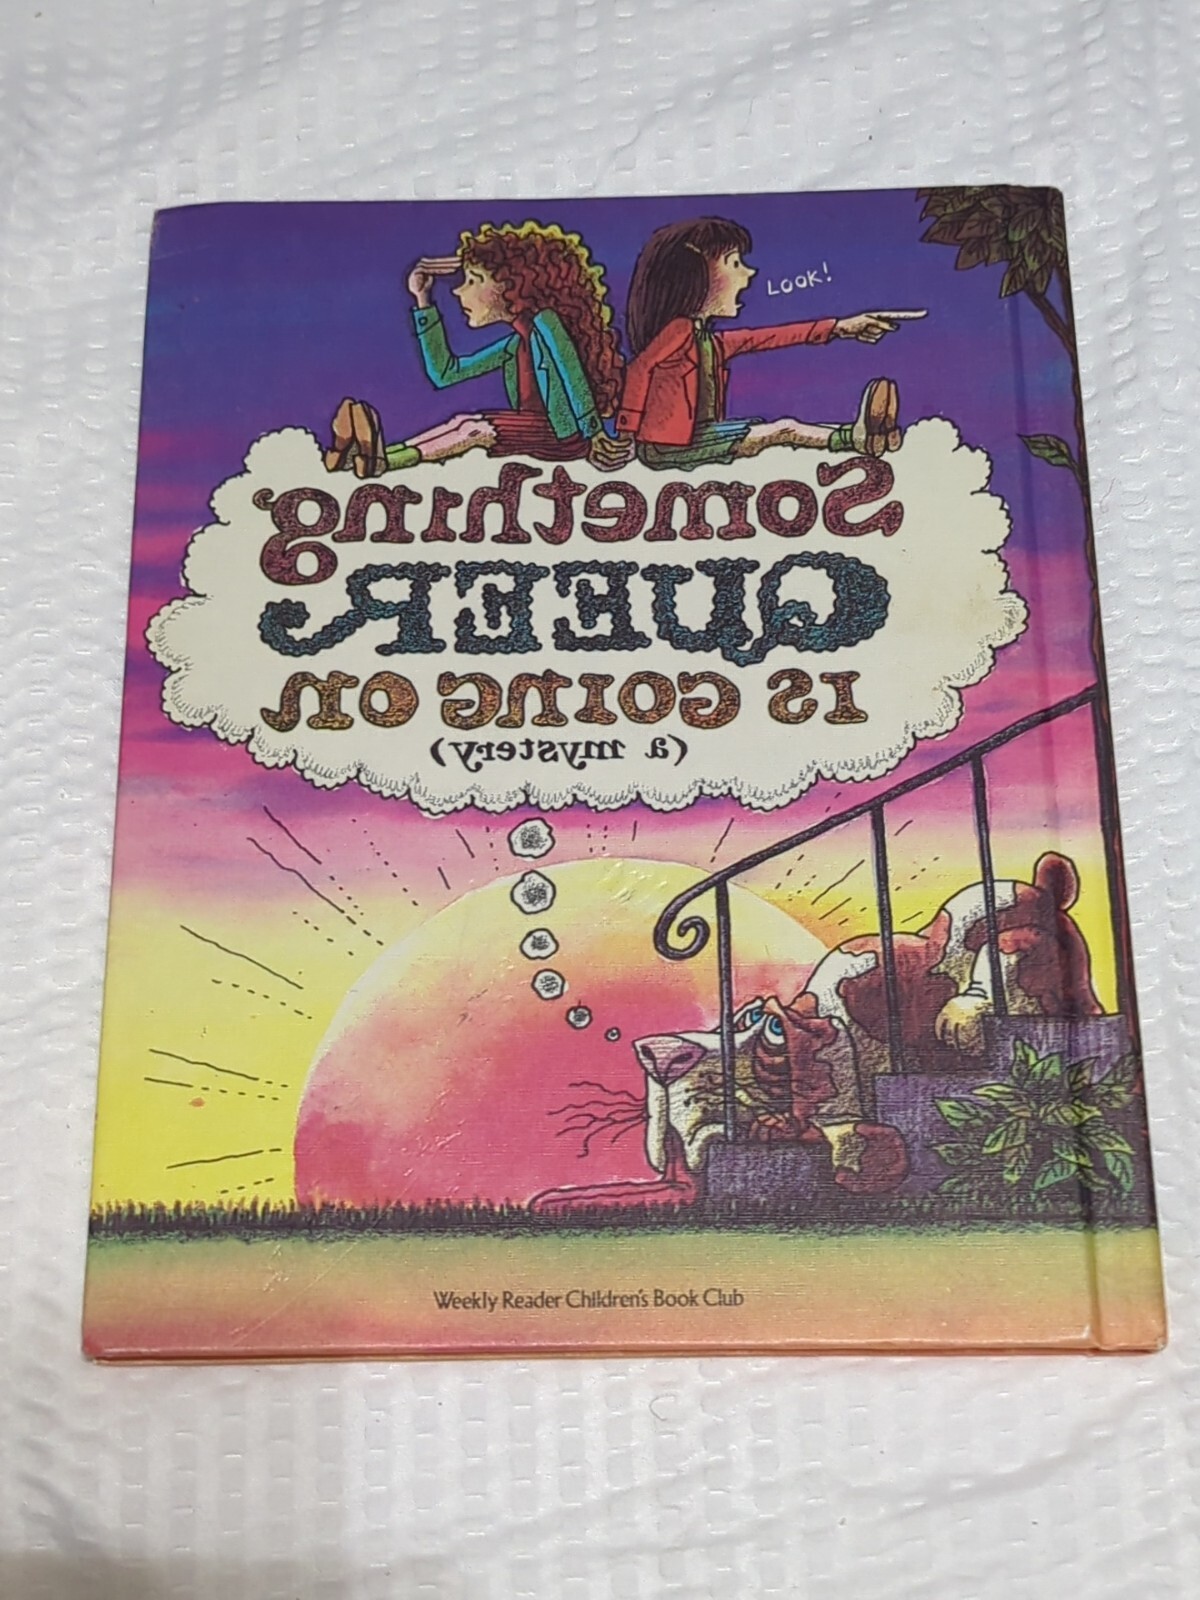 LOOK!
Something
QUEER
is going on
(a mystery)
Weekly Reader Children's Book Club